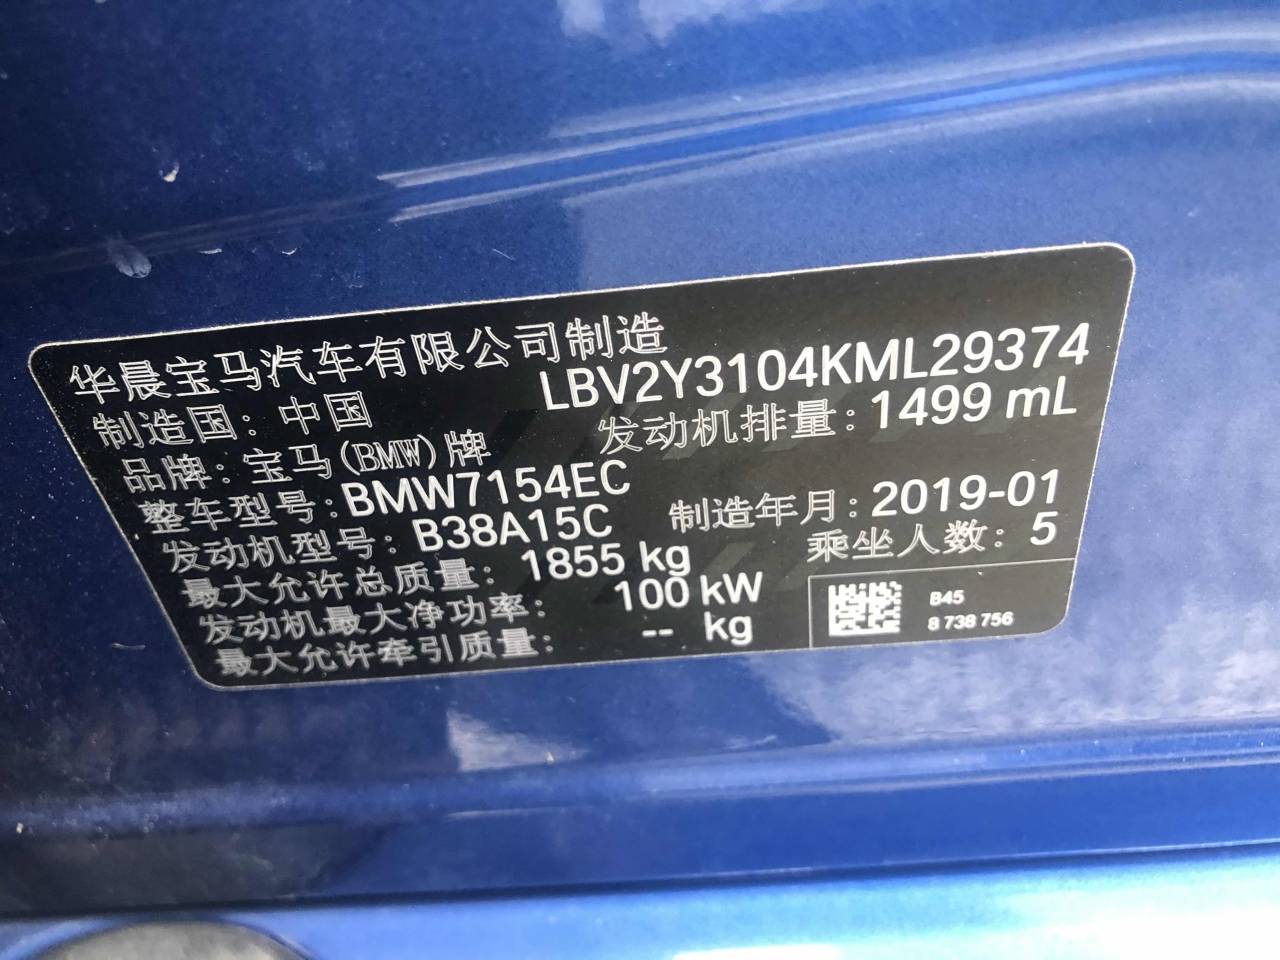 华晨宝马汽车有限公司制造
LBV2Y3104KML29374
制造国：中国
发动机排量：1499 mL
品牌：宝马(BMW)牌
整车型号：BMW7154EC
制造年月：2019-01
发动机型号：B38A15C
乘坐人数：5
最大允许总质量：1855 kg
发动机最大净功率：100 kW
最大允许牵引质量：-- kg
B45
8 738 756